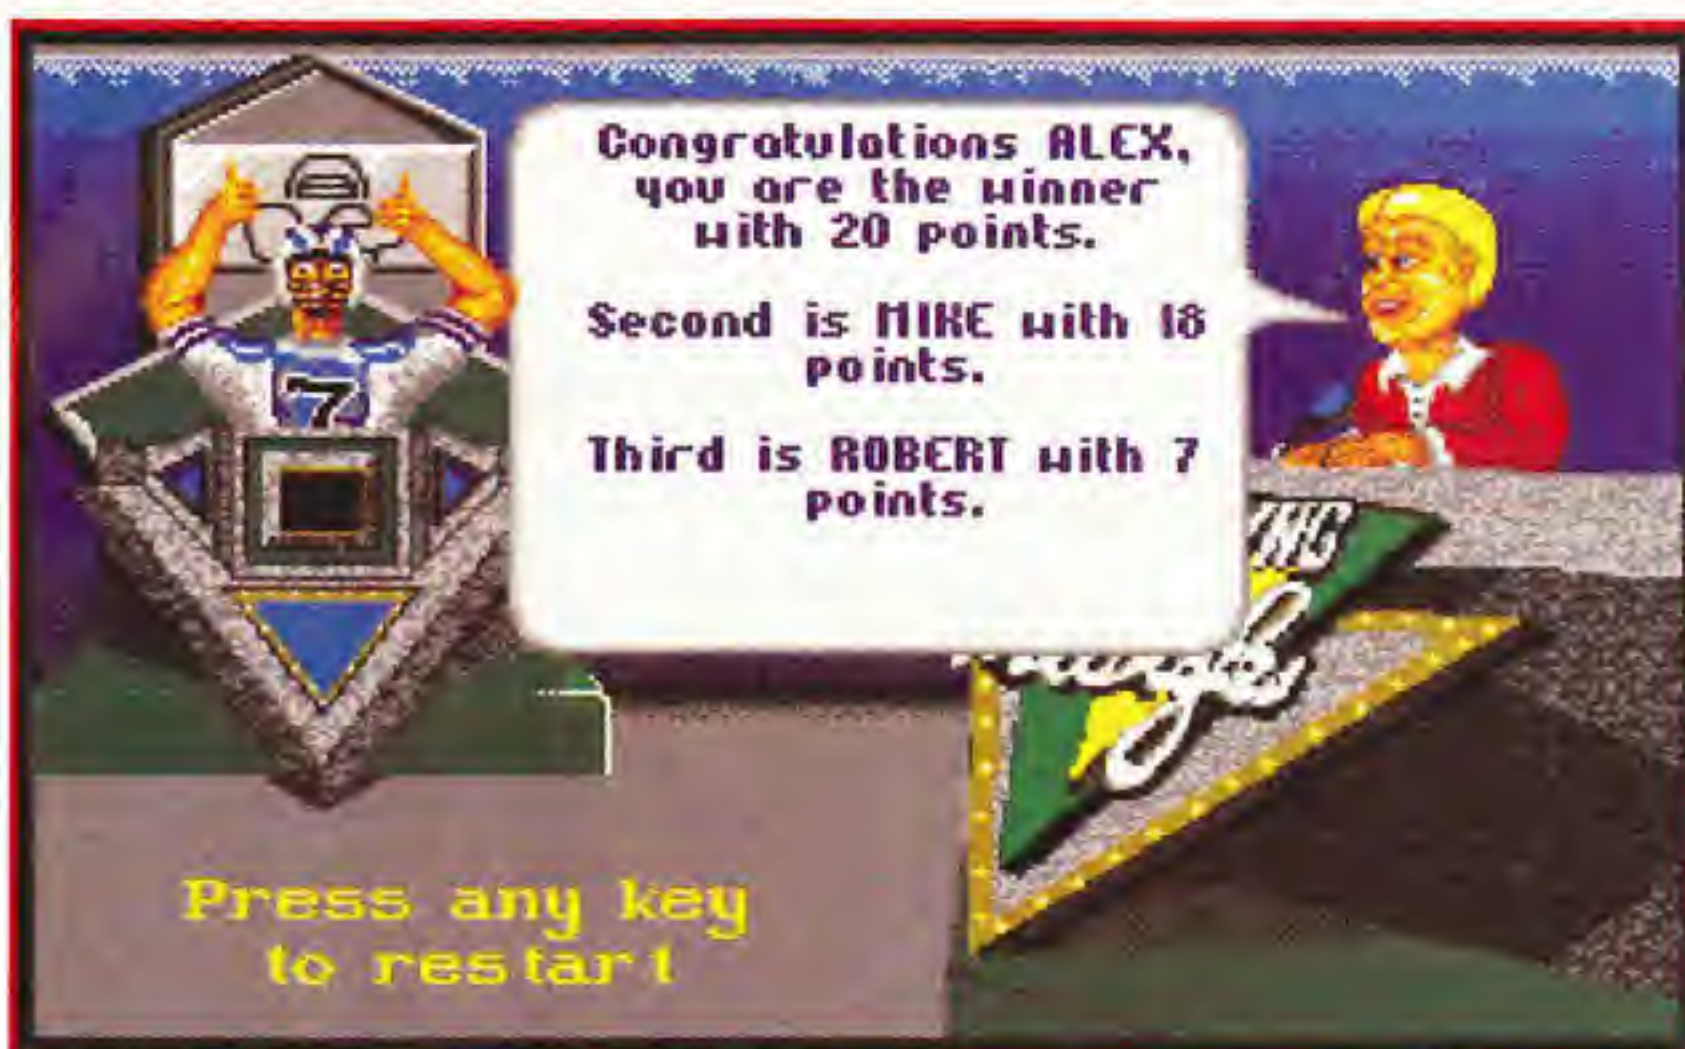 Congratulations ALEX,
you are the winner
with 20 points.
Second is MIKE with 18
points.
Third is ROBERT with 7
points.
7
Press any key
to restart